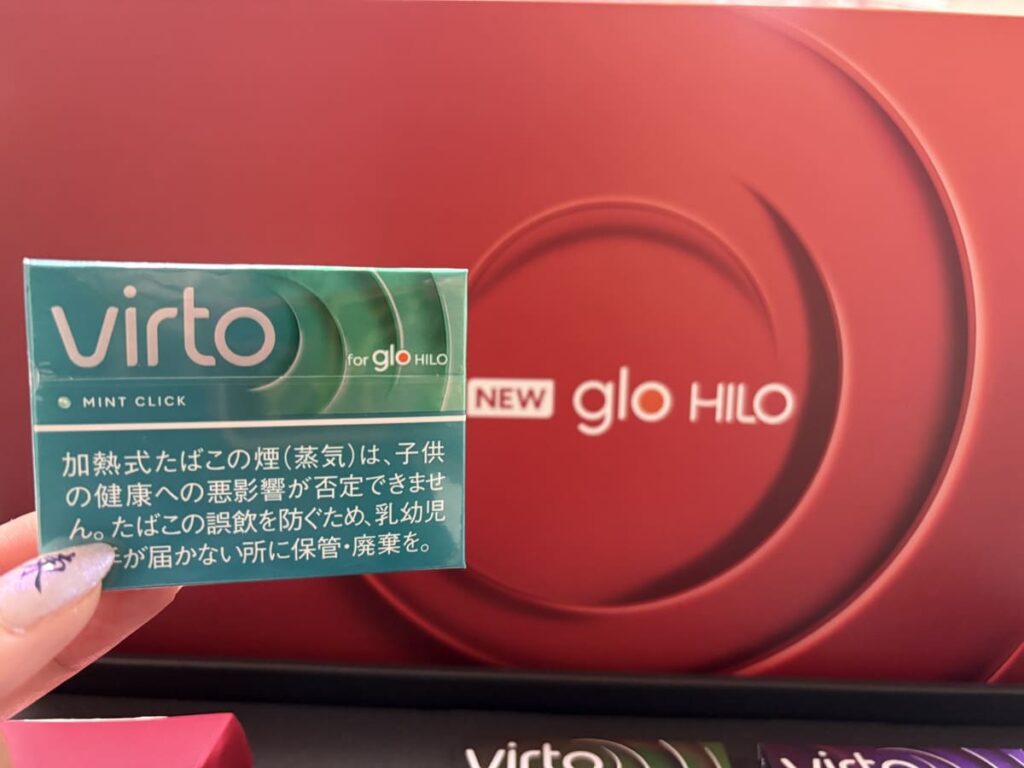 virto
for glo HILO
MINT CLICK
加熱式たばこの煙(蒸気)は、子供
の健康への悪影響が否定できませ
ん。たばこの誤飲を防ぐため、乳幼児
手が届かない所に保管・廃棄を。
NEW glo HILO
virto
virto